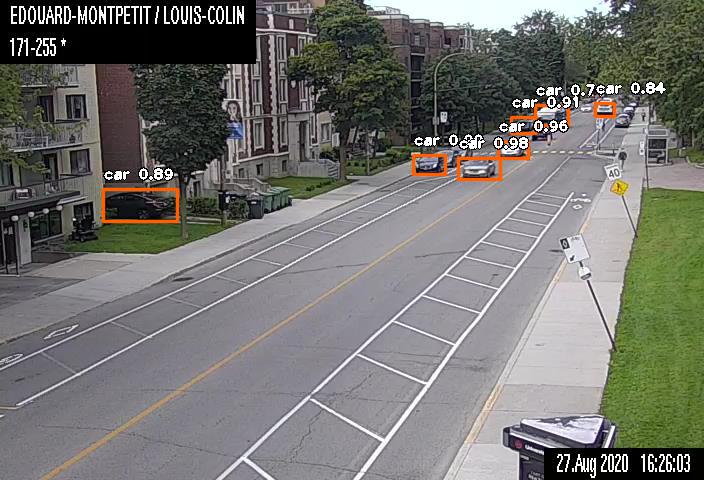 EDOUARD-MONTPETIT / LOUIS-COLIN
171-255 *
car 0.84
car 0.7
car 0.91
car 0.96
car 0.98
car 0.89
40
27.Aug 2020 16:26:03